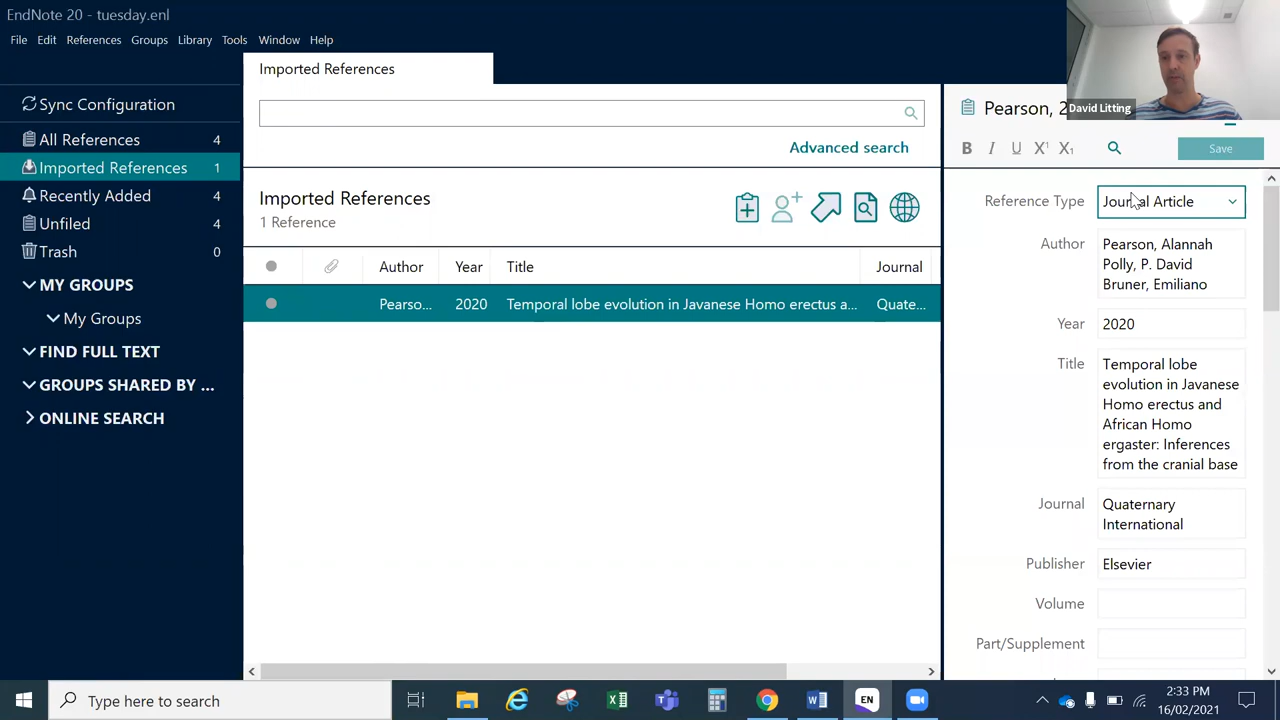 EndNote 20 - tuesday.enl
File Edit References Groups Library Tools Window Help
Sync Configuration
All References 4
Imported References 1
Recently Added 4
Unfiled 4
Trash 0
MY GROUPS
My Groups
FIND FULL TEXT
GROUPS SHARED BY ...
ONLINE SEARCH
Imported References
Advanced search
Imported References
1 Reference
Author Year Title Journal
Pearso... 2020 Temporal lobe evolution in Javanese Homo erectus a... Quate...
Pearson, 2
David Litting
B I U X¹ X₁
Save
Reference Type Journal Article
Author Pearson, Alannah
Polly, P. David
Bruner, Emiliano
Year 2020
Title Temporal lobe
evolution in Javanese
Homo erectus and
African Homo
ergaster: Inferences
from the cranial base
Journal Quaternary
International
Publisher Elsevier
Volume
Part/Supplement
Type here to search
EN
2:33 PM
16/02/2021